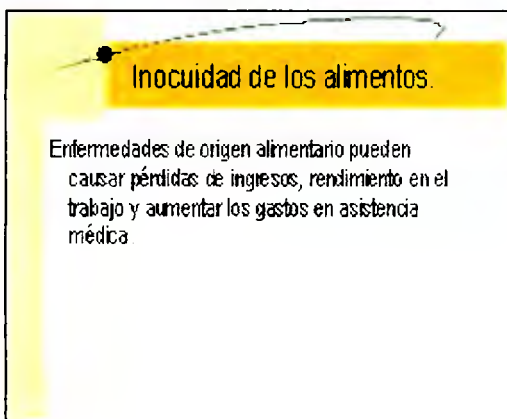 Inocuidad de los alimentos.
Enfermedades de origen alimentario pueden
causar pérdidas de ingresos, rendimiento en el
trabajo y aumentar los gastos en asistencia
médica.